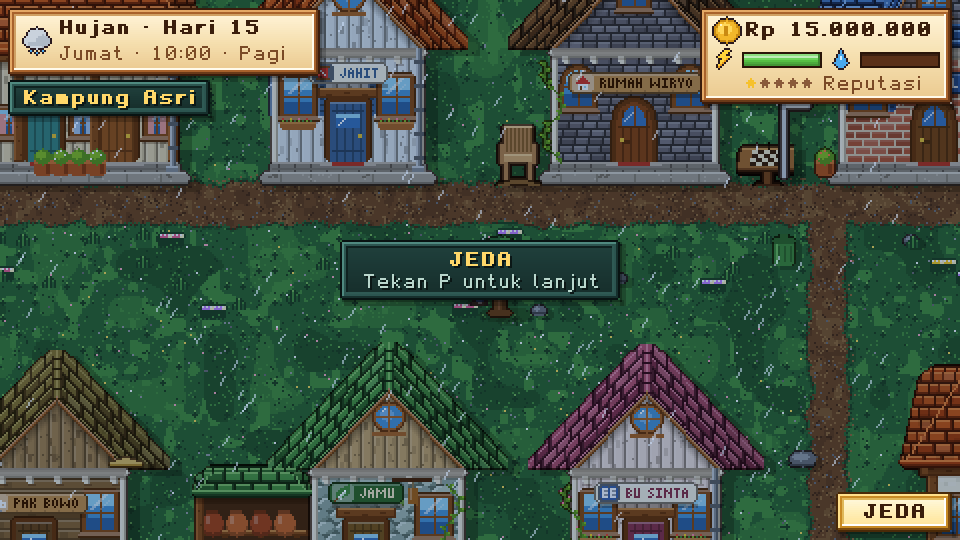 Hujan · Hari 15
Jumat · 10:00 · Pagi
Kampung Asri
Rp 15.000.000
Reputasi
JAHIT
RUMAH WIRYO
JEDA
Tekan P untuk lanjut
PAK BOWO
JAMU
BU SINTA
JEDA